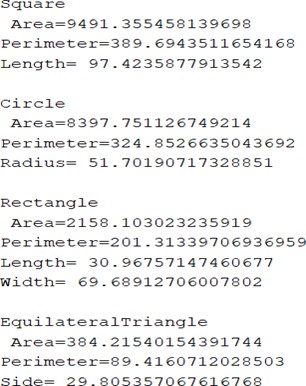 Square
Area=9491.355458139698
Perimeter=389.6943511654168
Length= 97.4235877913542
Circle
Area=8397.751126749214
Perimeter=324.8526635043692
Radius= 51.70190717328851
Rectangle
Area=2158.103023235919
Perimeter=201.31339706936959
Length= 30.96757147460677
Width= 69.68912706007802
EquilateralTriangle
Area=384.21540154391744
Perimeter=89.4160712028503
Side= 29.805357067616768